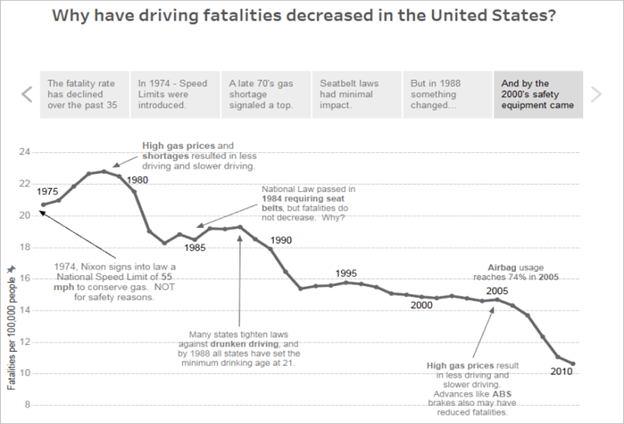 Why have driving fatalities decreased in the United States?
The fatality rate
has declined
over the past 35
In 1974 - Speed
Limits were
introduced.
A late 70's gas
shortage
signaled a top.
Seatbelt laws
had minimal
impact.
But in 1988
something
changed...
And by the
2000's safety
equipment came
24
22
20
18
16
14
12
10
8
Fatalities per 100,000 people
1975
High gas prices and
shortages resulted in less
driving and slower driving.
1980
1974, Nixon signs into law a
National Speed Limit of 55
mph to conserve gas. NOT
for safety reasons.
National Law passed in
1984 requiring seat
belts, but fatalities do
not decrease. Why?
1985
1990
Many states tighten laws
against drunken driving, and
by 1988 all states have set the
minimum drinking age at 21.
1995
2000
Airbag usage
reaches 74% in 2005
2005
High gas prices result
in less driving and
slower driving.
Advances like ABS
brakes also may have
reduced fatalities.
2010